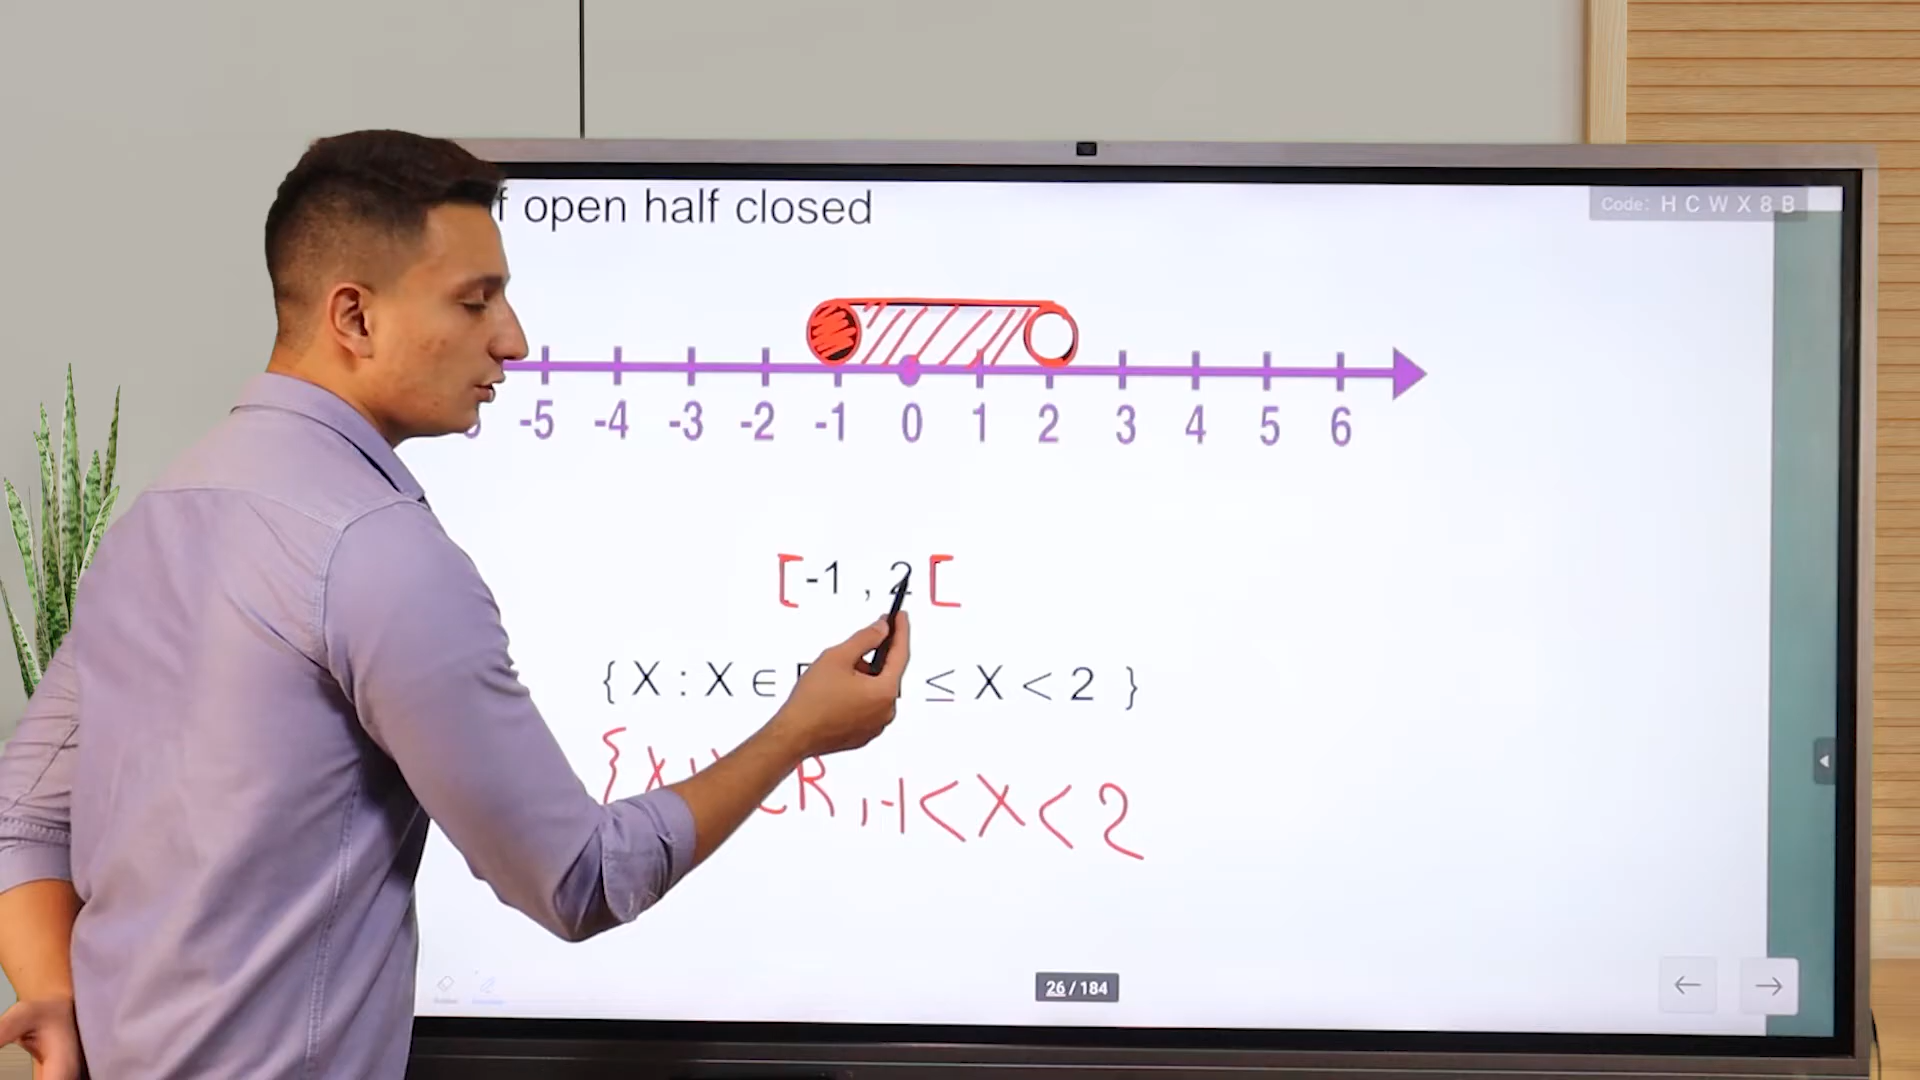 f open half closed
Code: H C W X 8 B
-5 -4 -3 -2 -1 0 1 2 3 4 5 6
[-1 , 2[
{ X : X ∈ ≤ X < 2 }
{ X R , -1 < X < 2
26 / 184